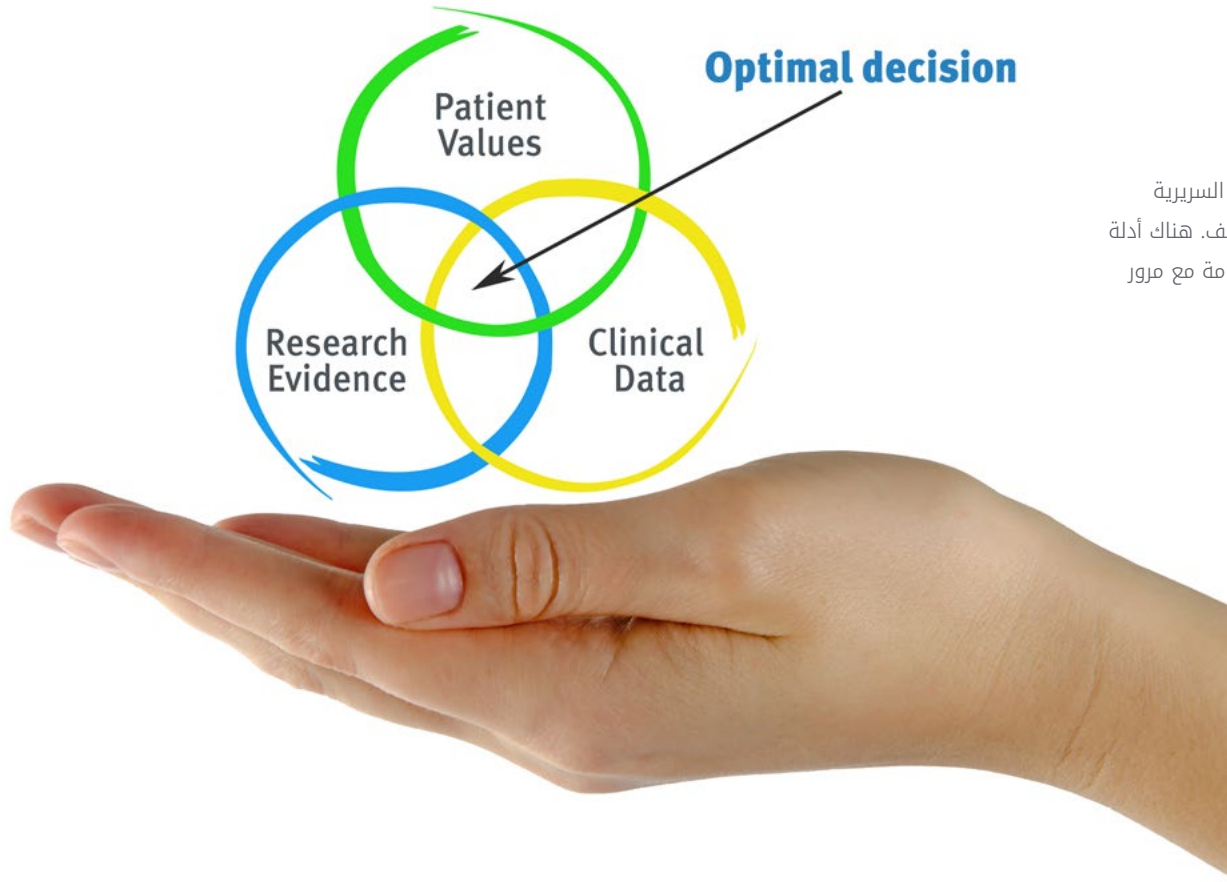 Optimal decision
Patient
Values
Research
Evidence
Clinical
Data
السريرية
هناك أدلة
مع مرور